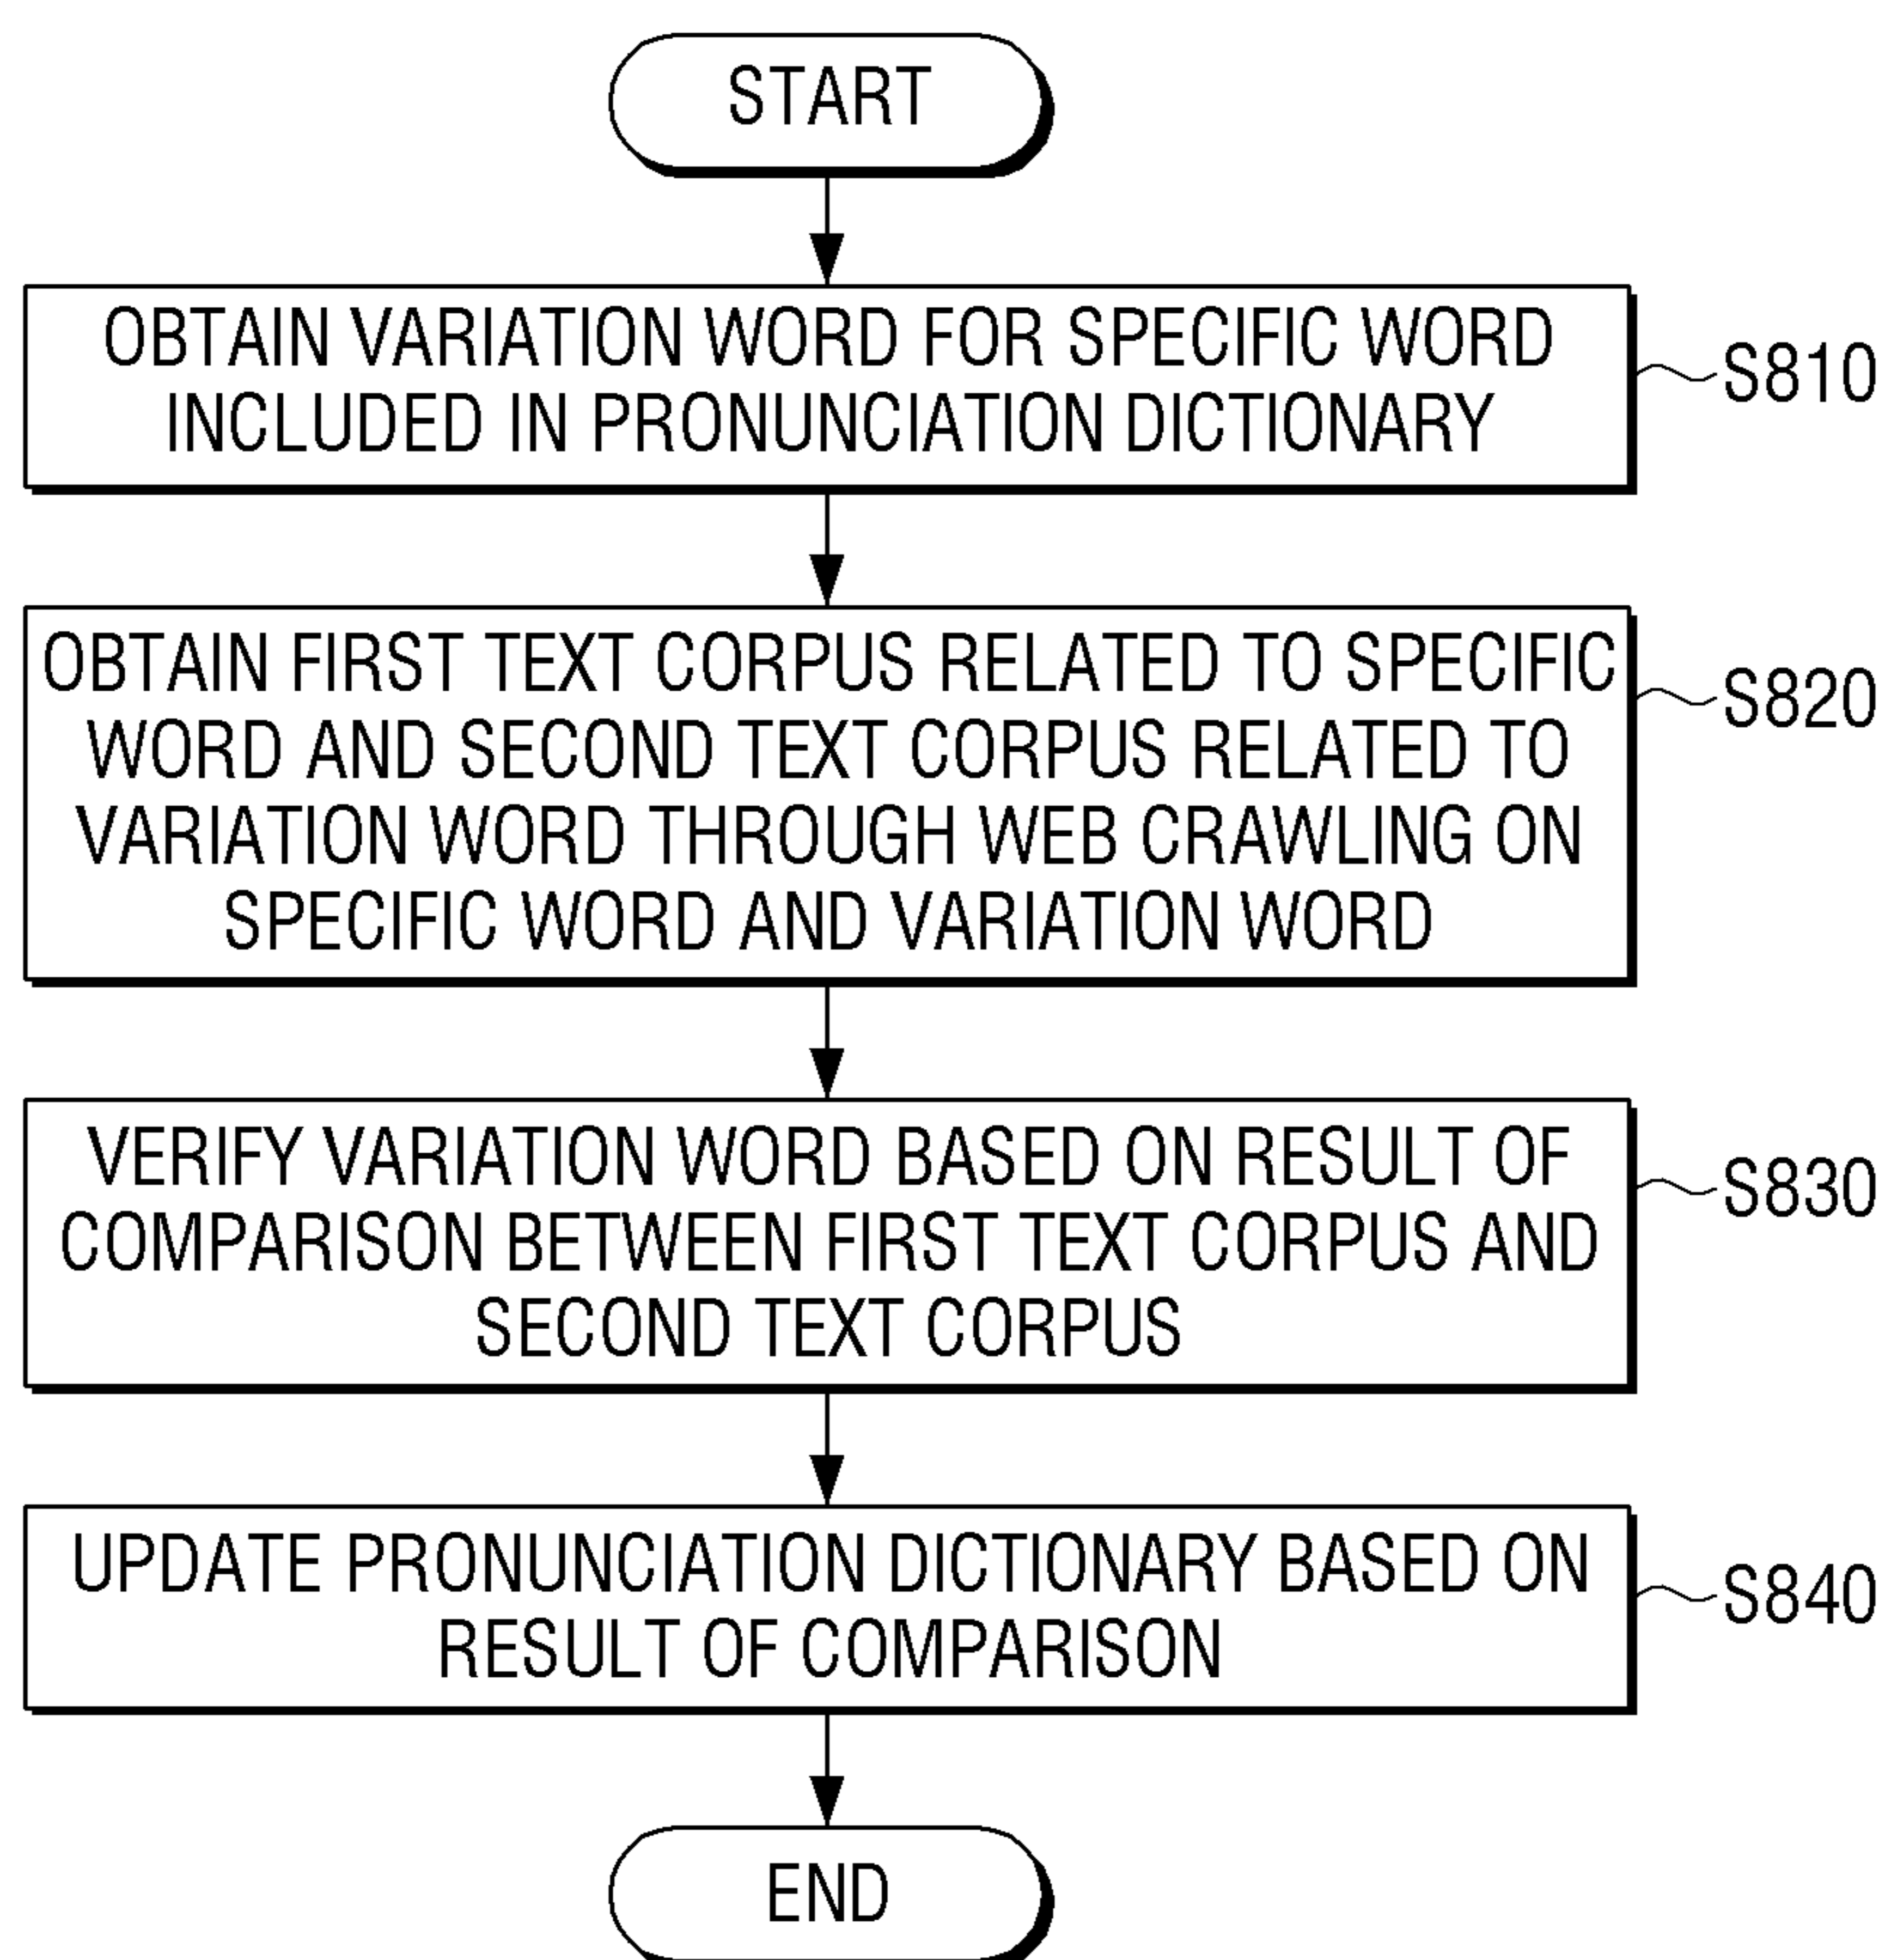 START
OBTAIN VARIATION WORD FOR SPECIFIC WORD
INCLUDED IN PRONUNCIATION DICTIONARY
S810
OBTAIN FIRST TEXT CORPUS RELATED TO SPECIFIC
WORD AND SECOND TEXT CORPUS RELATED TO
VARIATION WORD THROUGH WEB CRAWLING ON
SPECIFIC WORD AND VARIATION WORD
S820
VERIFY VARIATION WORD BASED ON RESULT OF
COMPARISON BETWEEN FIRST TEXT CORPUS AND
SECOND TEXT CORPUS
S830
UPDATE PRONUNCIATION DICTIONARY BASED ON
RESULT OF COMPARISON
S840
END